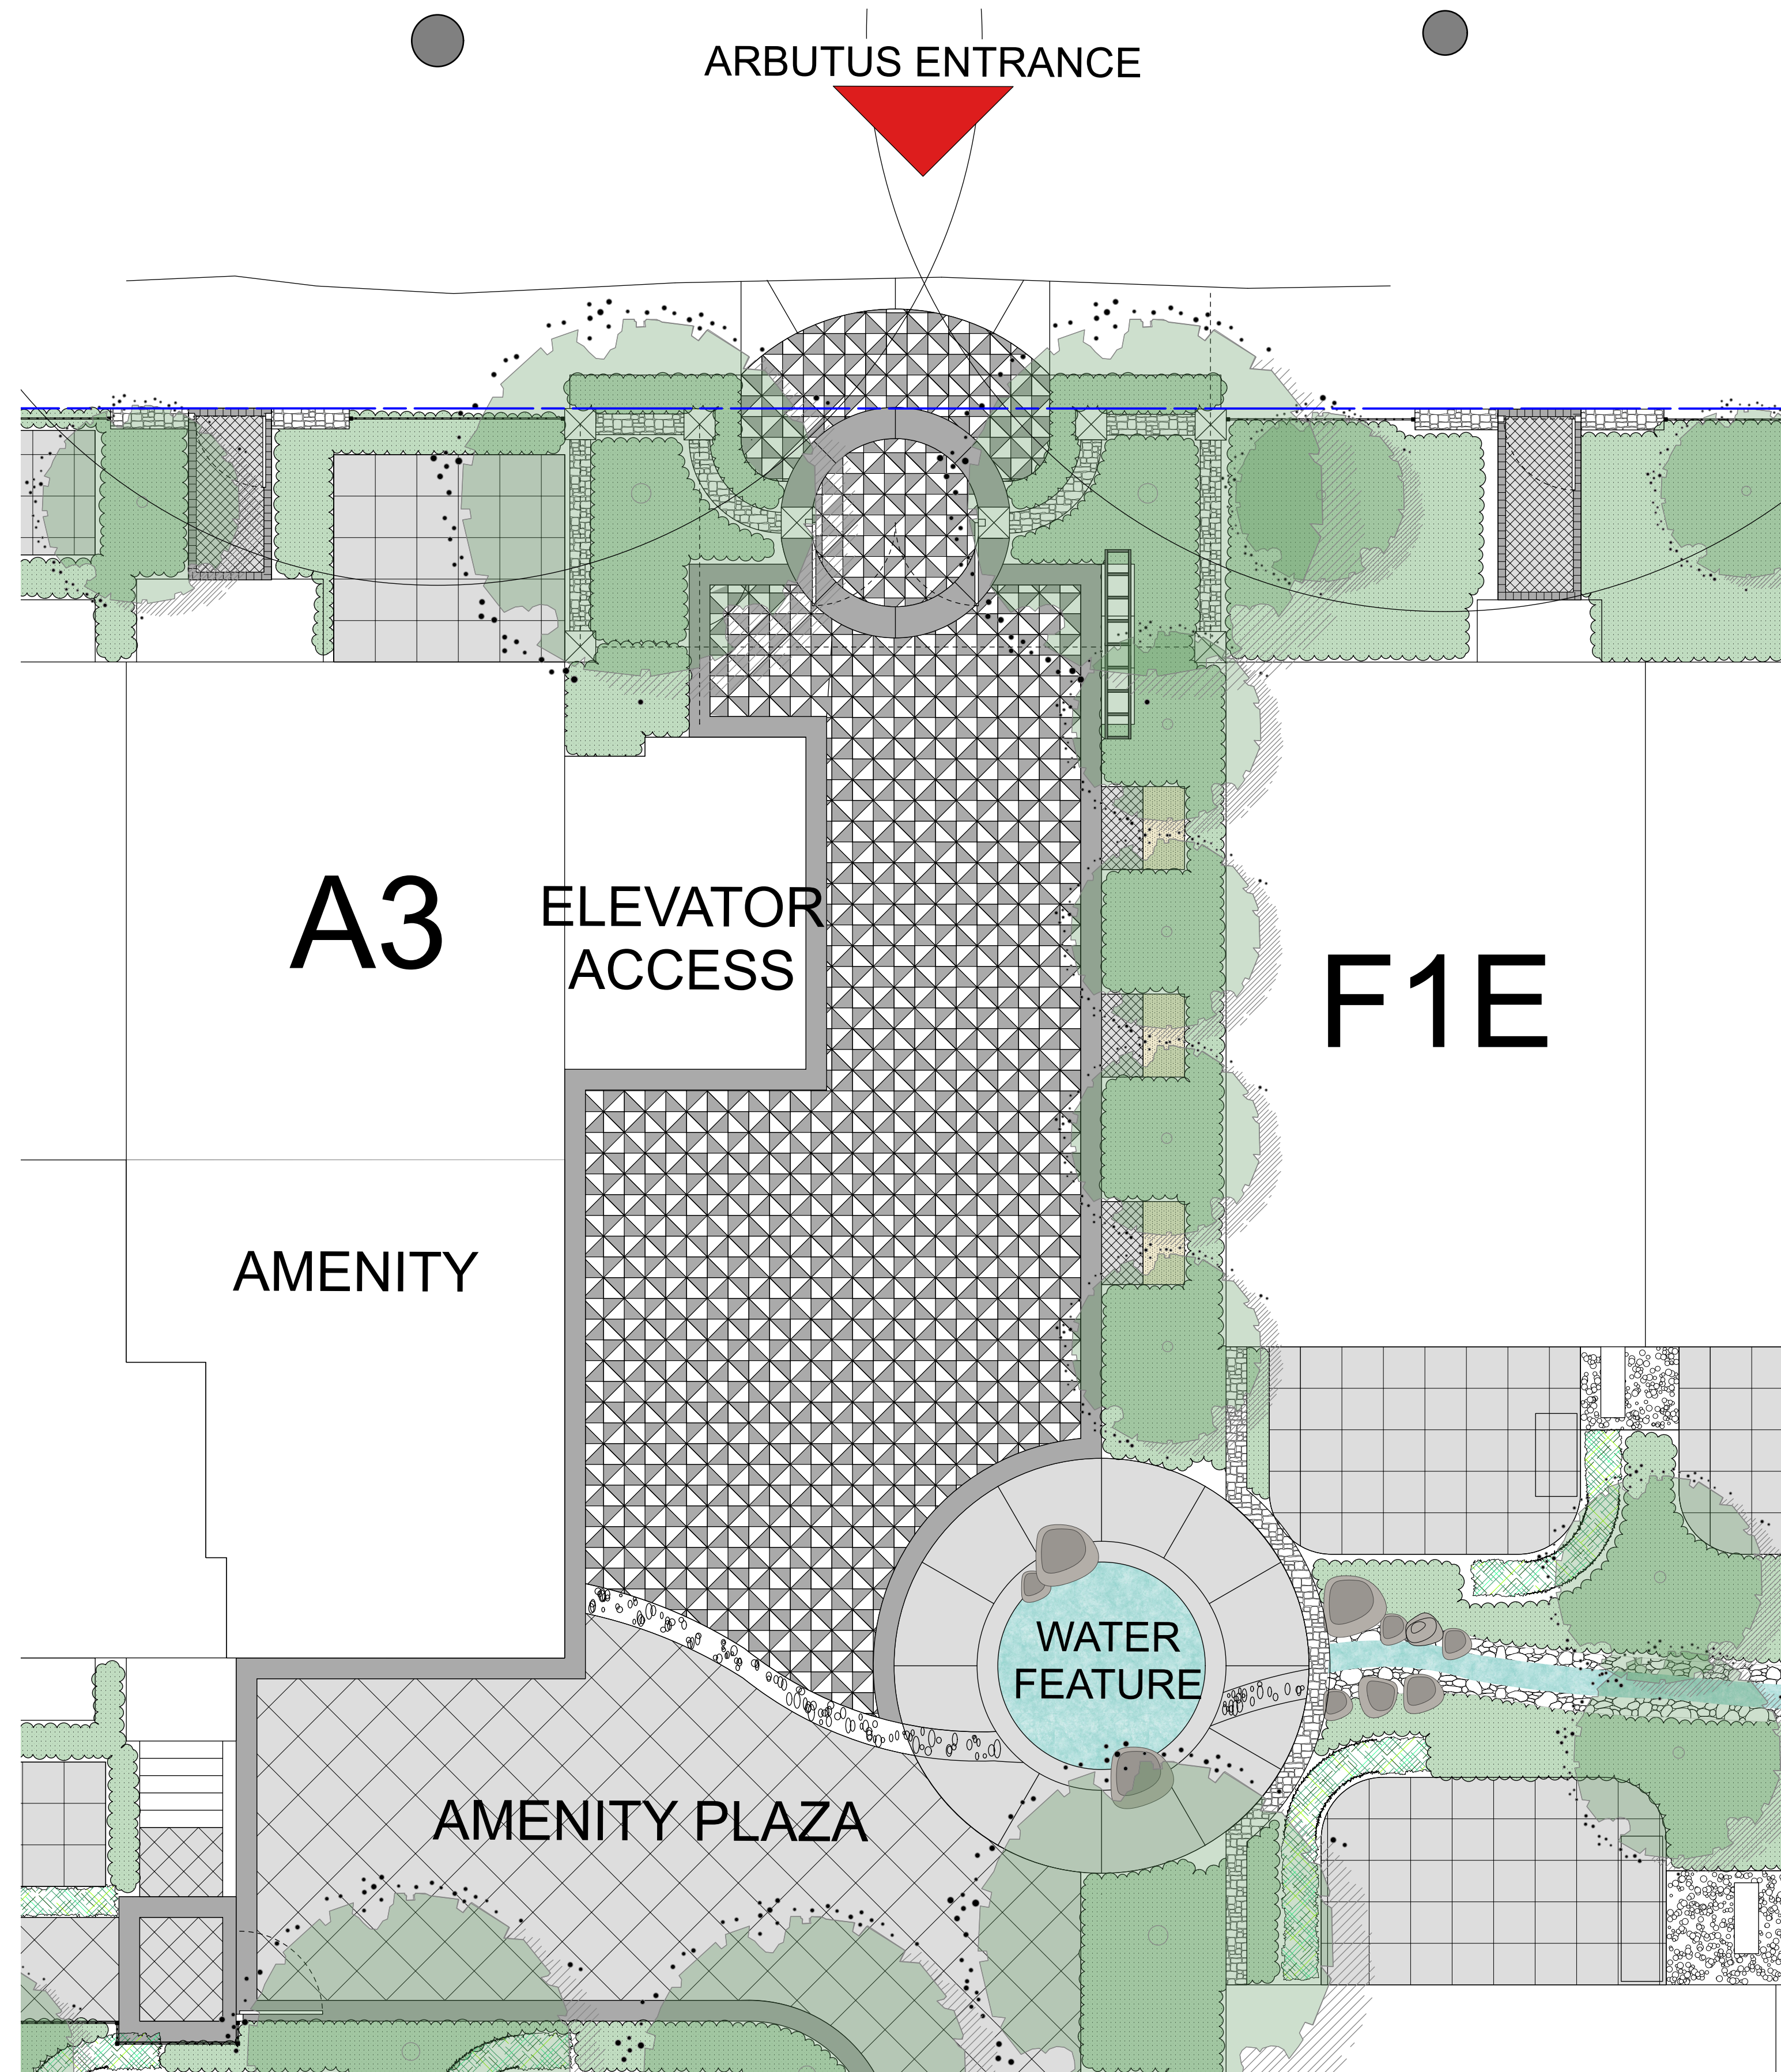 ARBUTUS ENTRANCE
A3
ELEVATOR
ACCESS
F1E
AMENITY
WATER
FEATURE
AMENITY PLAZA